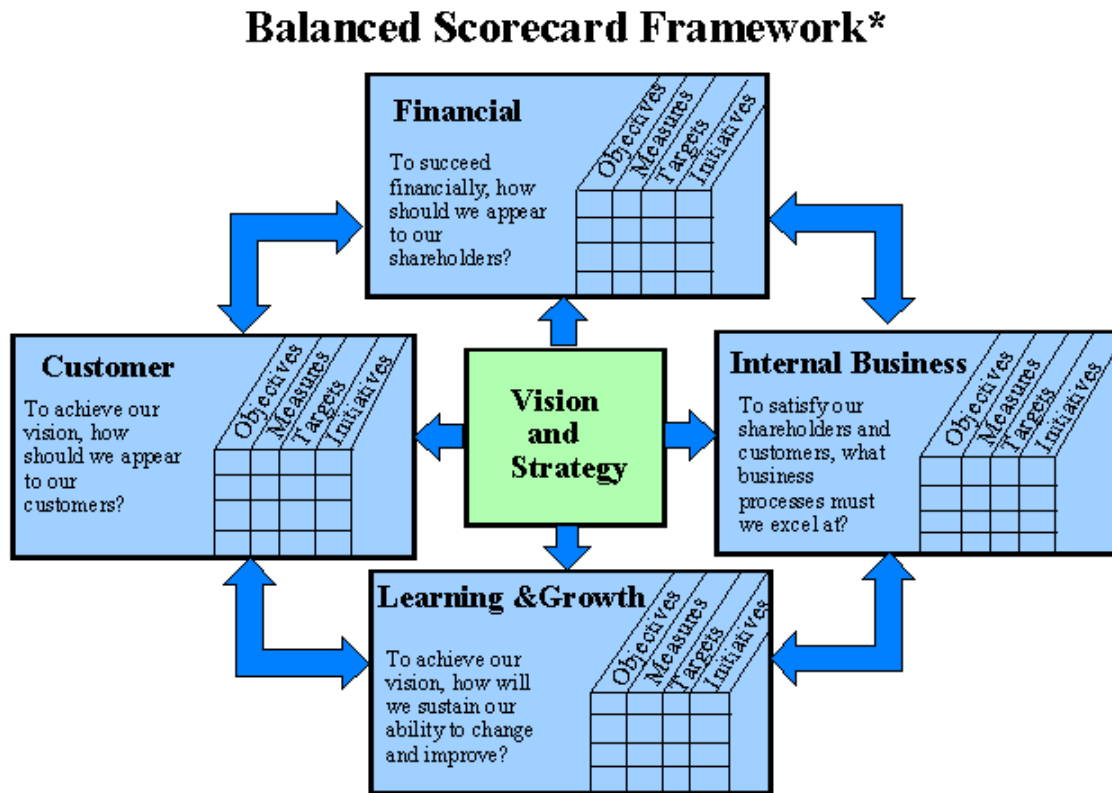 Balanced Scorecard Framework*
Financial
To succeed
financially, how
should we appear
to our
shareholders?
Objectives
Measures
Targets
Initiatives
Customer
To achieve our
vision, how
should we appear
to our
customers?
Objectives
Measures
Targets
Initiatives
Vision
and
Strategy
Internal Business
To satisfy our
shareholders and
customers, what
business
processes must
we excel at?
Objectives
Measures
Targets
Initiatives
Learning &Growth
To achieve our
vision, how will
we sustain our
ability to change
and improve?
Objectives
Measures
Targets
Initiatives